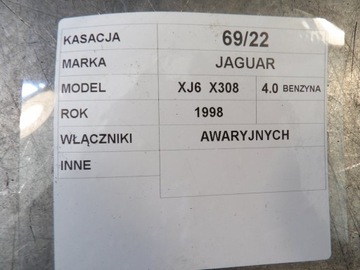 KASACJA 69/22
MARKA JAGUAR
MODEL XJ6 X308 4.0 BENZYNA
ROK 1998
WŁĄCZNIKI AWARYJNYCH
INNE